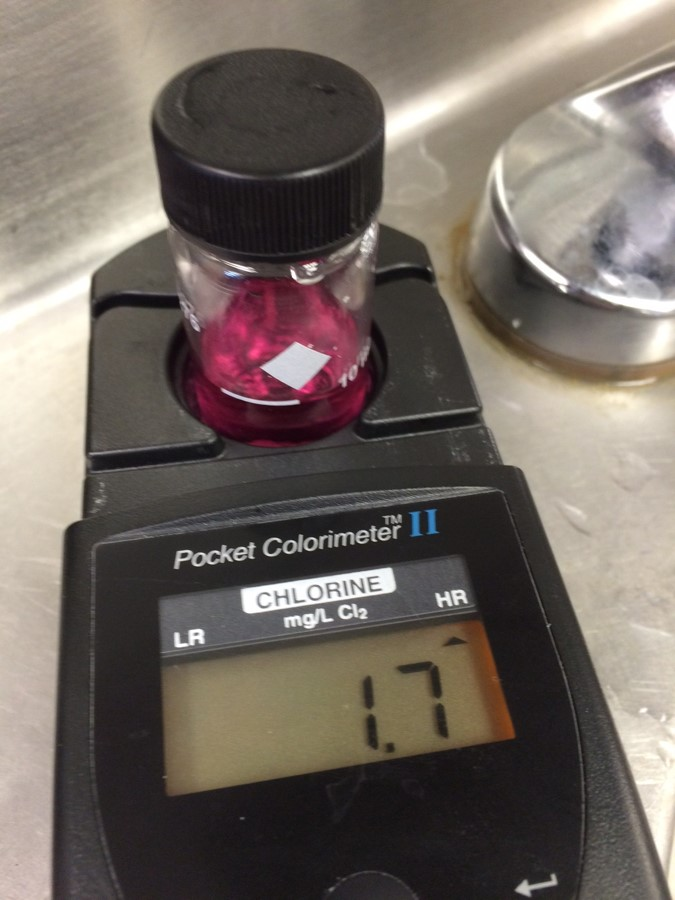 Pocket Colorimeter™ II
CHLORINE
mg/L Cl₂
LR
HR
1.7